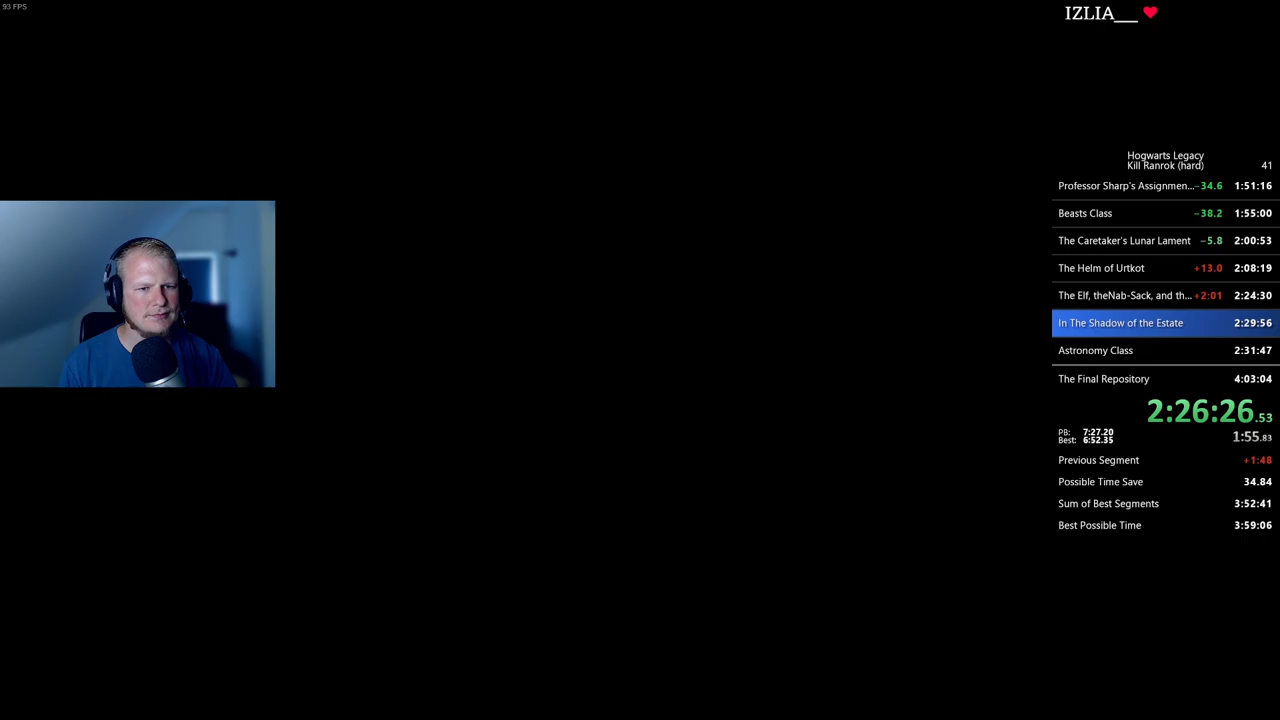 93 FPS
IZLIA__ ❤
Hogwarts Legacy
Kill Ranrok (hard) 41
Professor Sharp's Assignmen... −34.6 1:51:16
Beasts Class −38.2 1:55:00
The Caretaker's Lunar Lament −5.8 2:00:53
The Helm of Urtkot +13.0 2:08:19
The Elf, theNab-Sack, and th... +2:01 2:24:30
In The Shadow of the Estate 2:29:56
Astronomy Class 2:31:47
The Final Repository 4:03:04
2:26:26.53
PB: 7:27.20
Best: 6:52.35
1:55.83
Previous Segment +1:48
Possible Time Save 34.84
Sum of Best Segments 3:52:41
Best Possible Time 3:59:06